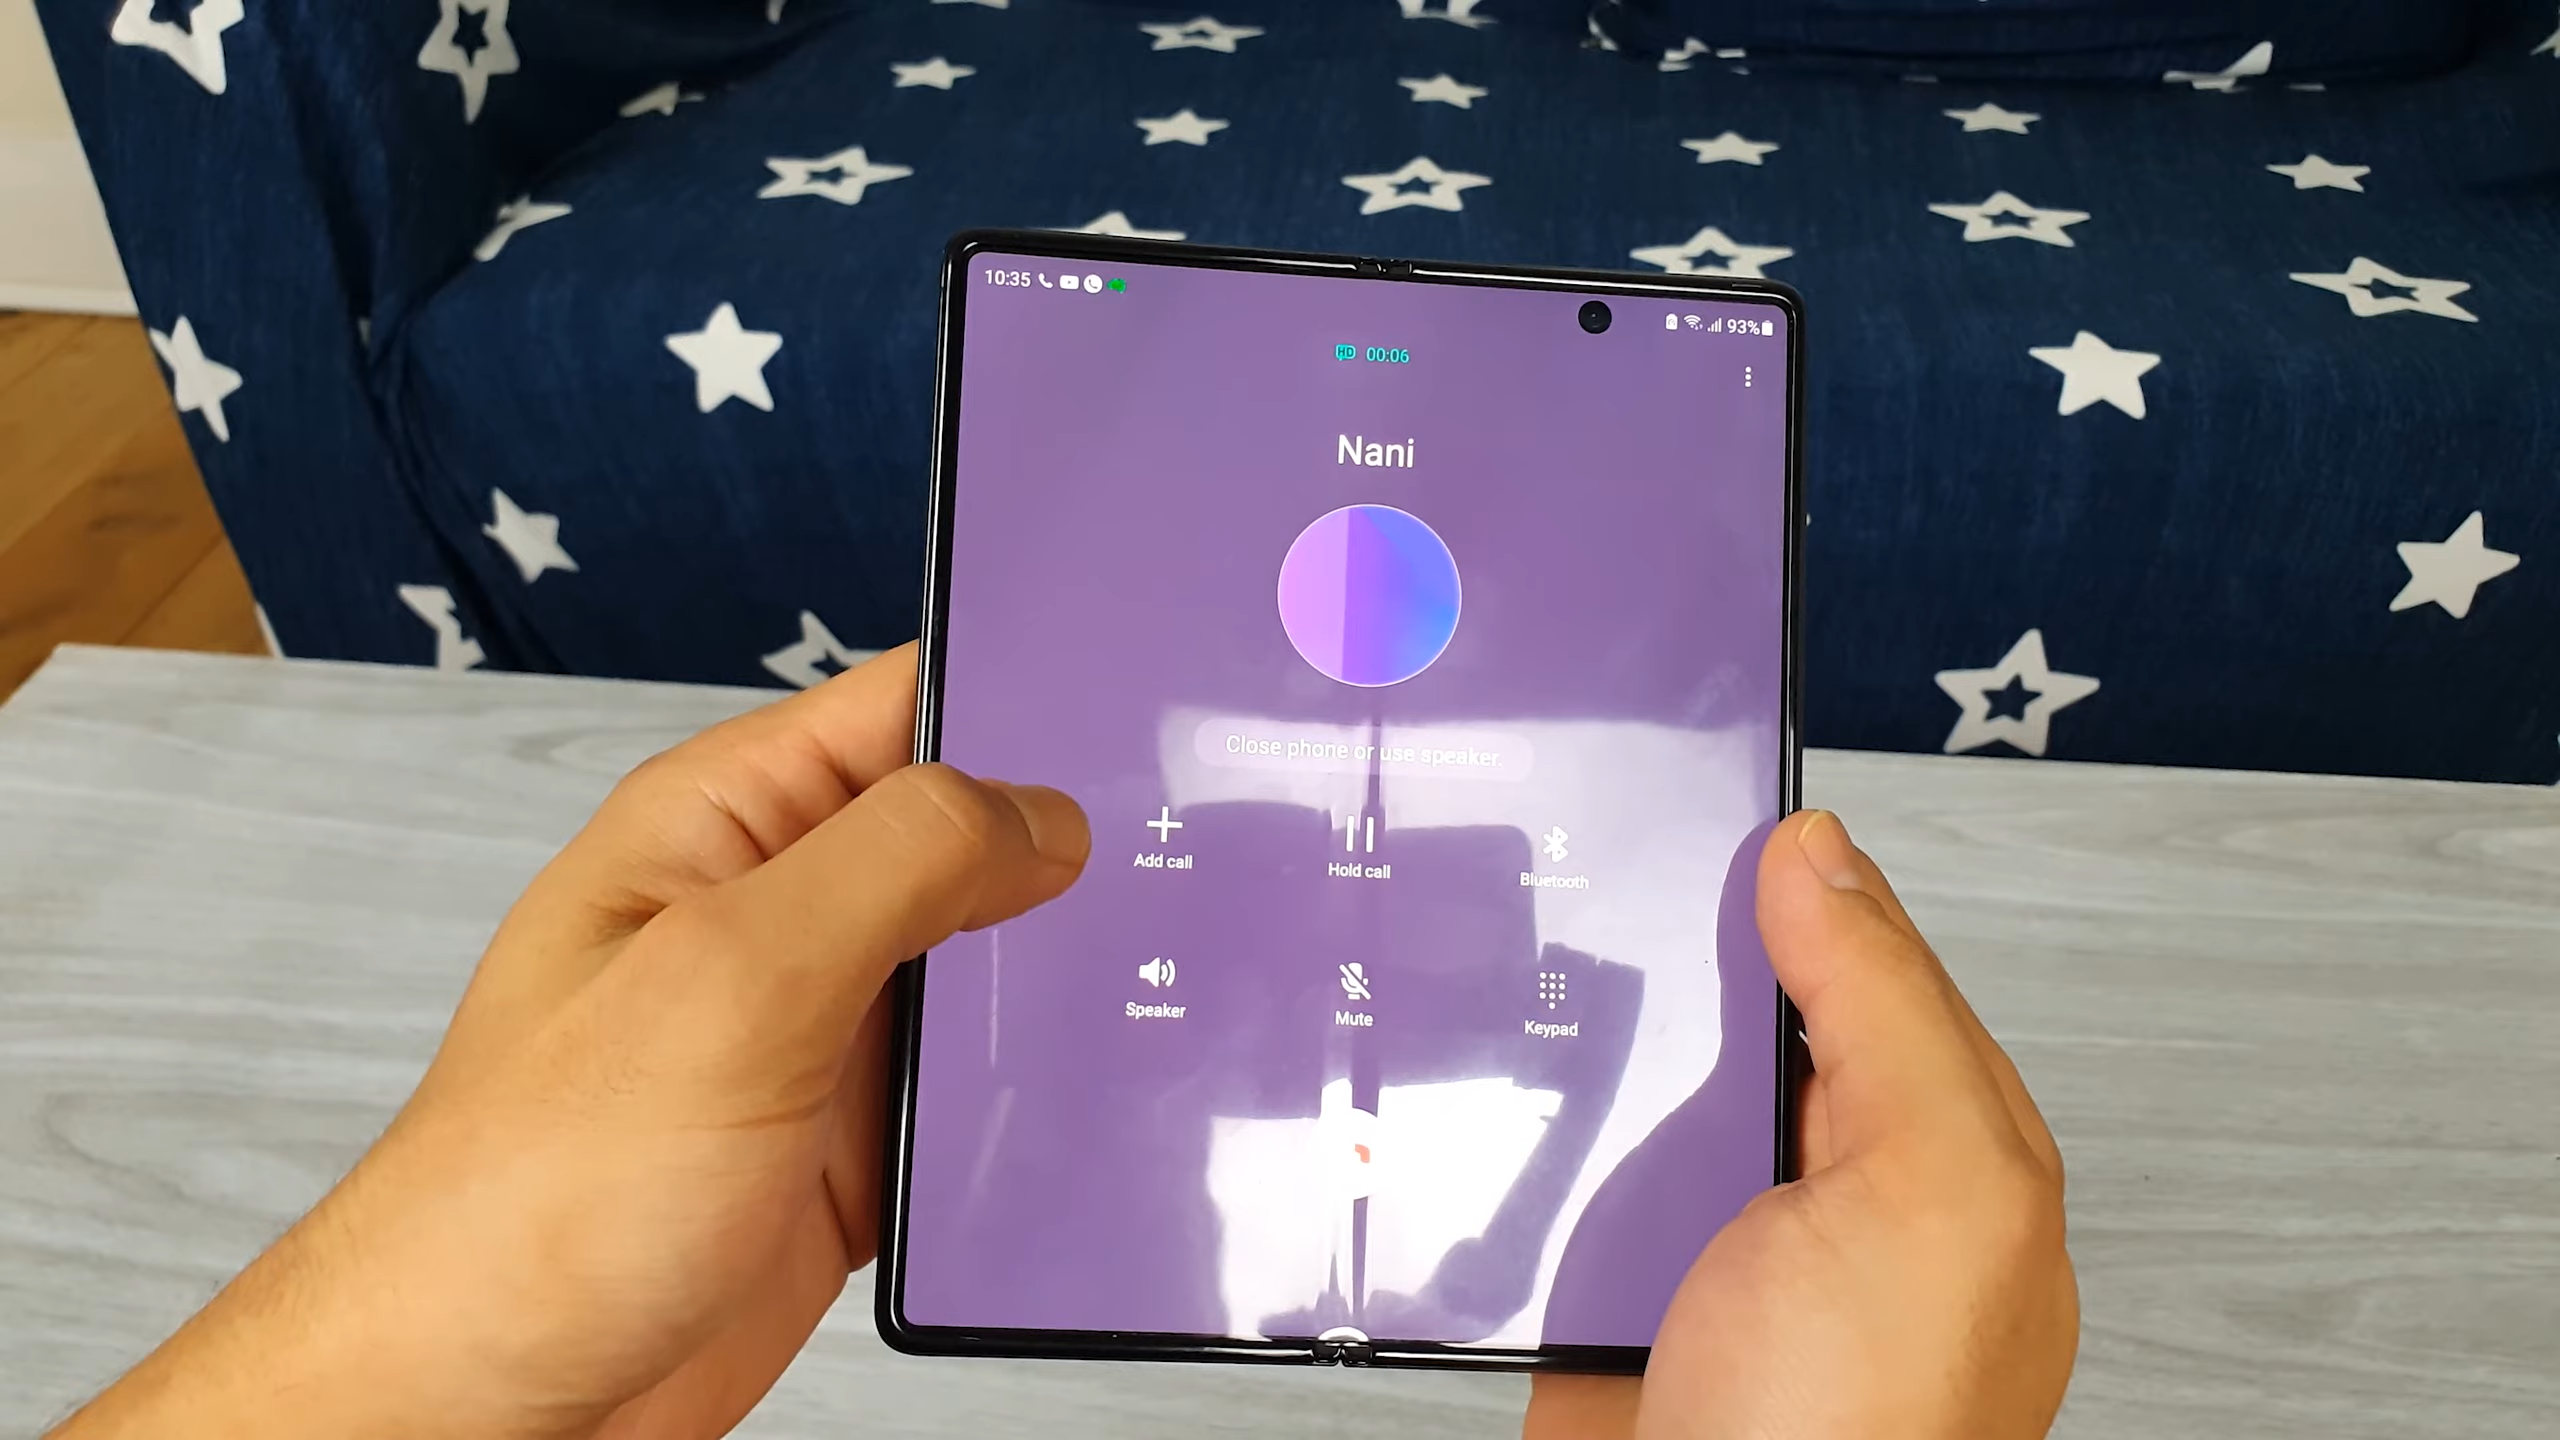 10:35
93%
HD 00:06
Nani
Close phone or use speaker.
Add call
Hold call
Bluetooth
Speaker
Mute
Keypad